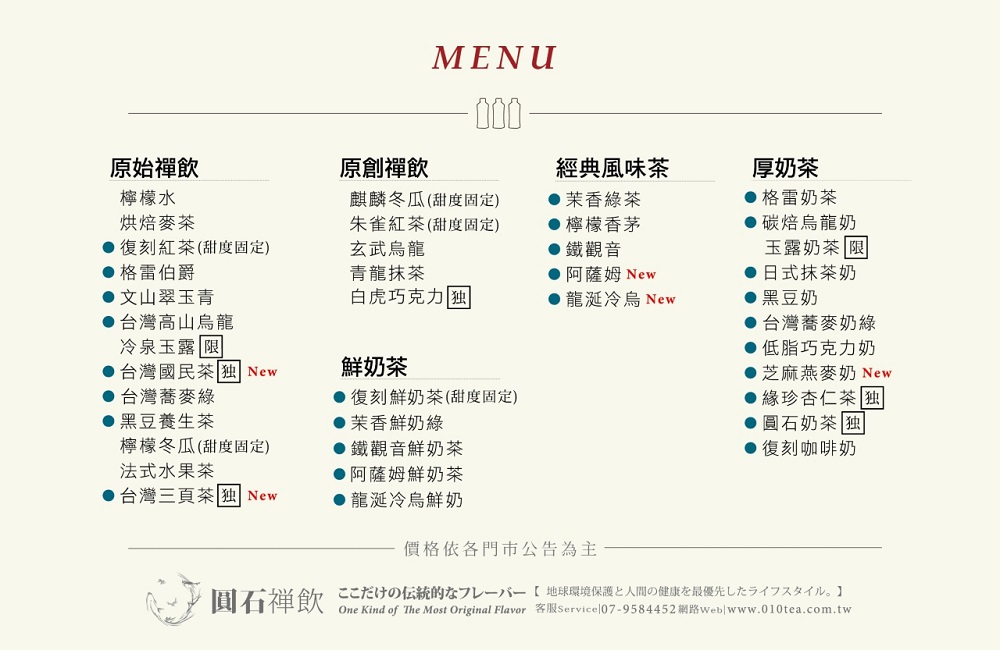 MENU
原始禪飲
檸檬水
烘焙麥茶
復刻紅茶(甜度固定)
格雷伯爵
文山翠玉青
台灣高山烏龍
冷泉玉露 限
台灣國民茶 独 New
台灣蕎麥綠
黑豆養生茶
檸檬冬瓜(甜度固定)
法式水果茶
台灣三頁茶 独 New
原創禪飲
麒麟冬瓜(甜度固定)
朱雀紅茶(甜度固定)
玄武烏龍
青龍抹茶
白虎巧克力 独
鮮奶茶
復刻鮮奶茶(甜度固定)
茉香鮮奶綠
鐵觀音鮮奶茶
阿薩姆鮮奶茶
龍涎冷烏鮮奶
經典風味茶
茉香綠茶
檸檬香茅
鐵觀音
阿薩姆 New
龍涎冷烏 New
厚奶茶
格雷奶茶
碳焙烏龍奶
玉露奶茶 限
日式抹茶奶
黑豆奶
台灣蕎麥奶綠
低脂巧克力奶
芝麻燕麥奶 New
緣珍杏仁茶 独
圓石奶茶 独
復刻咖啡奶
價格依各門市公告為主
圓石禅飲
ここだけの伝統的なフレーバー【 地球環境保護と人間の健康を最優先したライフスタイル。】
One Kind of The Most Original Flavor 客服Service|07-9584452 網路Web|www.010tea.com.tw